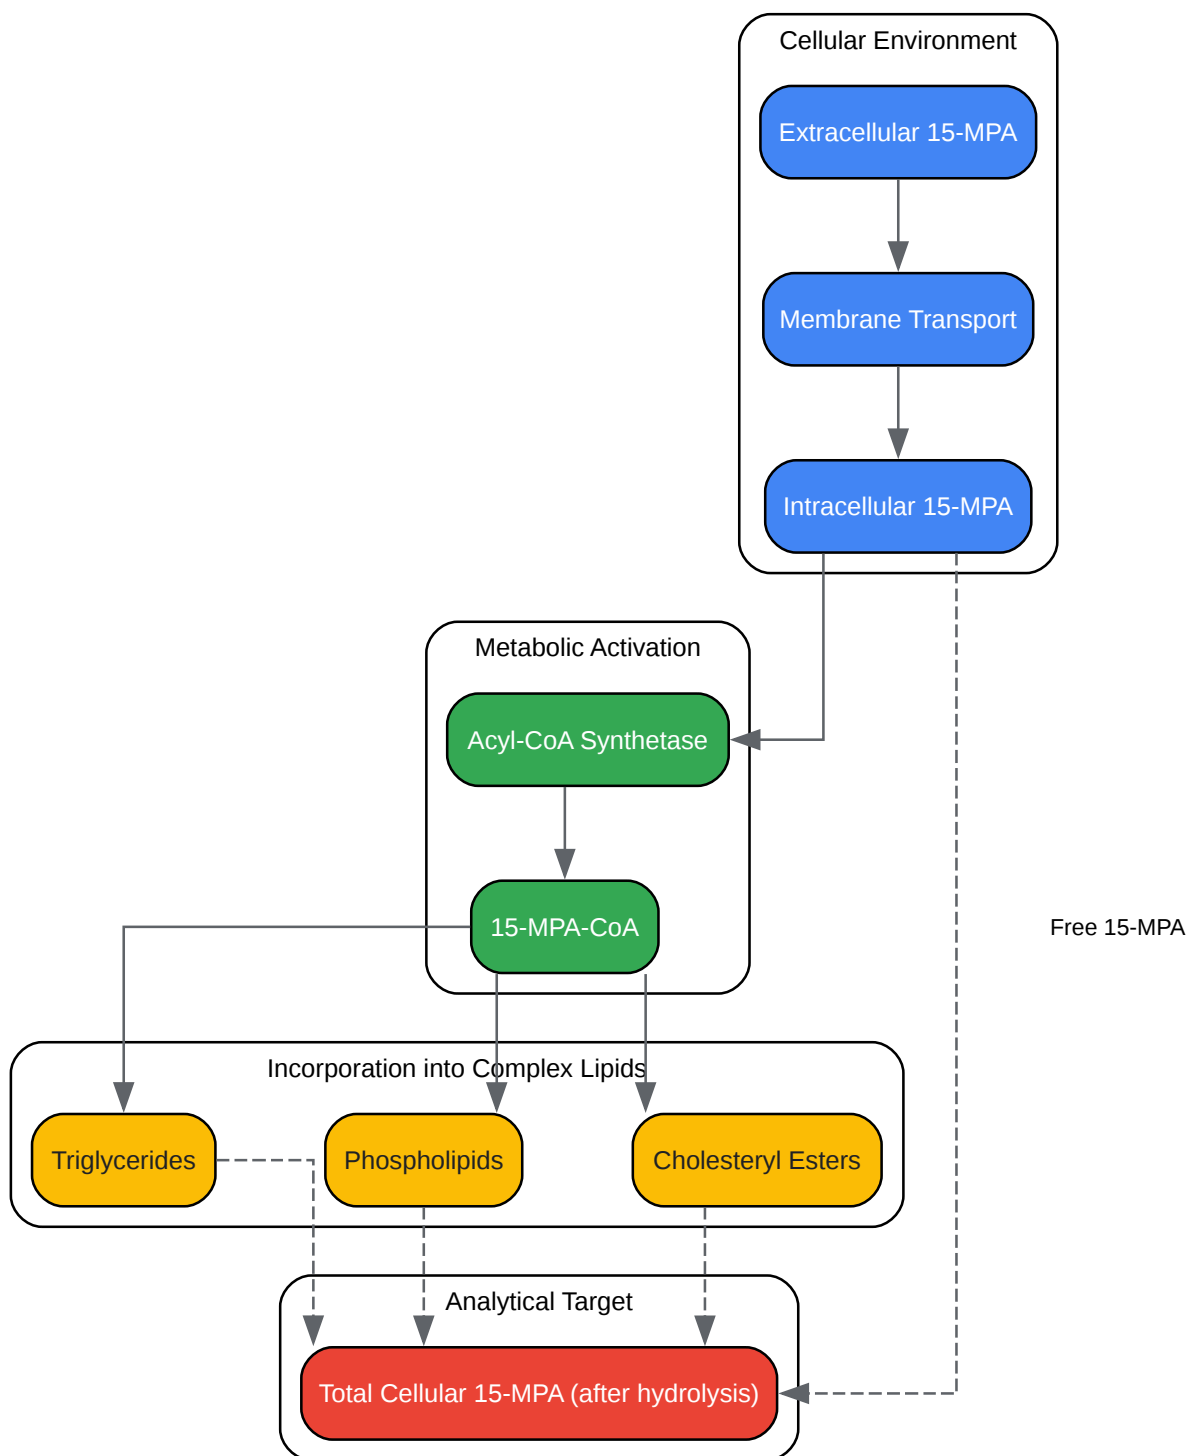 Cellular Environment
Extracellular 15-MPA
Membrane Transport
Intracellular 15-MPA
Metabolic Activation
Acyl-CoA Synthetase
15-MPA-CoA
Free 15-MPA
Incorporation into Complex Lipids
Triglycerides
Phospholipids
Cholesteryl Esters
Analytical Target
Total Cellular 15-MPA (after hydrolysis)